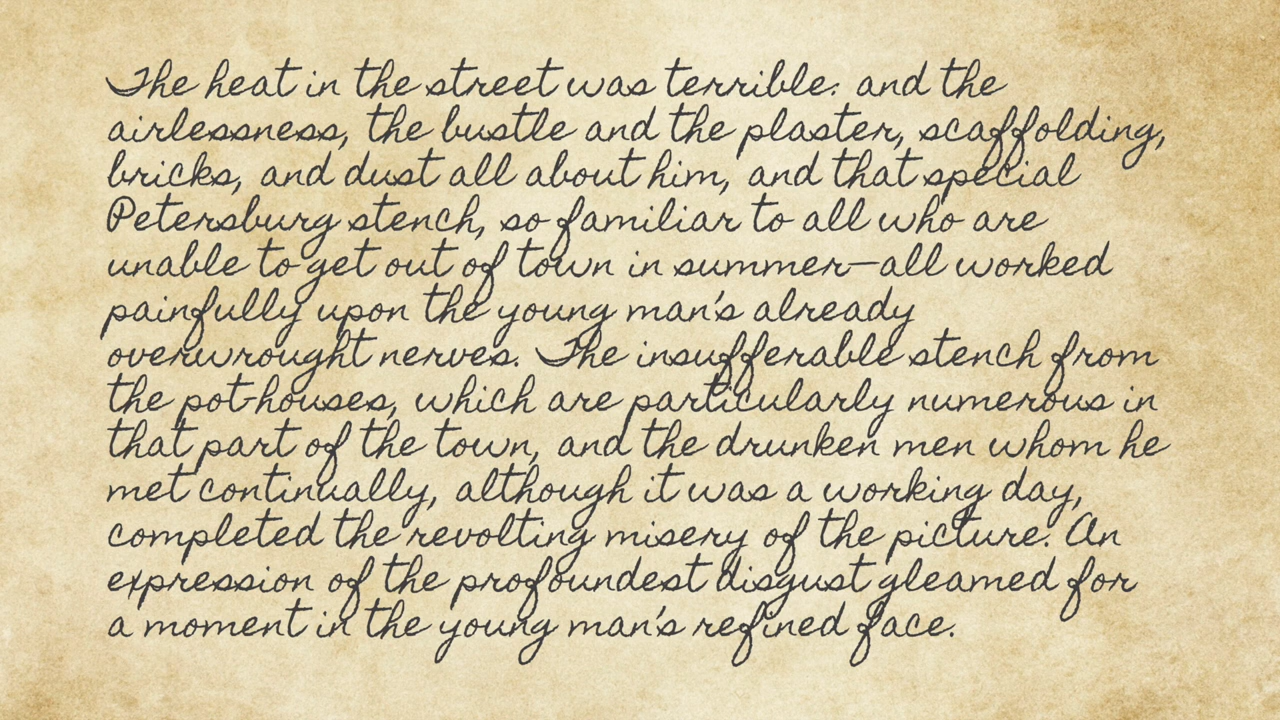 The heat in the street was terrible: and the
airlessness, the bustle and the plaster, scaffolding,
bricks, and dust all about him, and that special
Petersburg stench, so familiar to all who are
unable to get out of town in summer—all worked
painfully upon the young man's already
overwrought nerves. The insufferable stench from
the pot-houses, which are particularly numerous in
that part of the town, and the drunken men whom he
met continually, although it was a working day,
completed the revolting misery of the picture. An
expression of the profoundest disgust gleamed for
a moment in the young man's refined face.